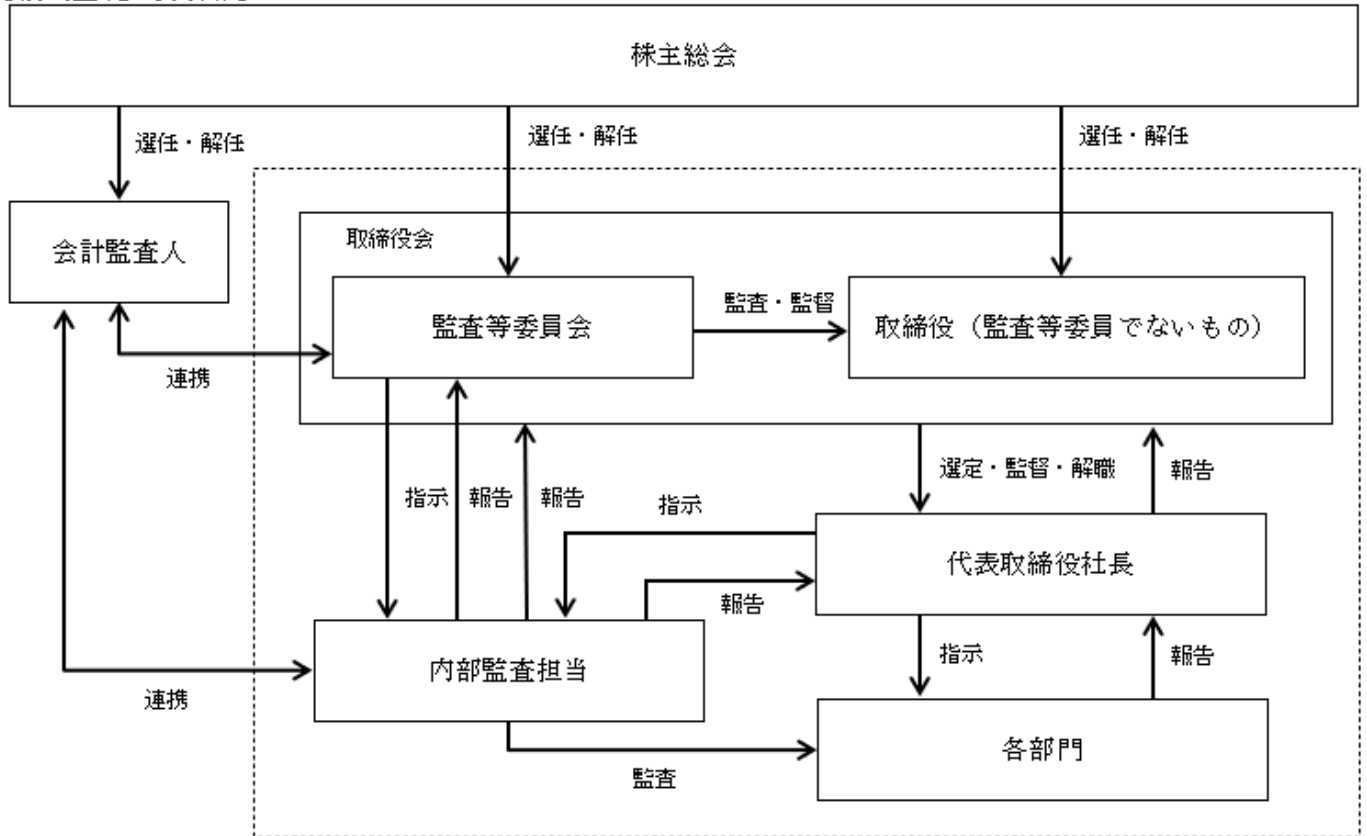 株主総会
選任・解任
選任・解任
選任・解任
会計監査人
取締役会
監査等委員会
監査・監督
取締役（監査等委員でないもの）
連携
選定・監督・解職
報告
指示
報告
報告
指示
代表取締役社長
報告
内部監査担当
指示
報告
連携
各部門
監査